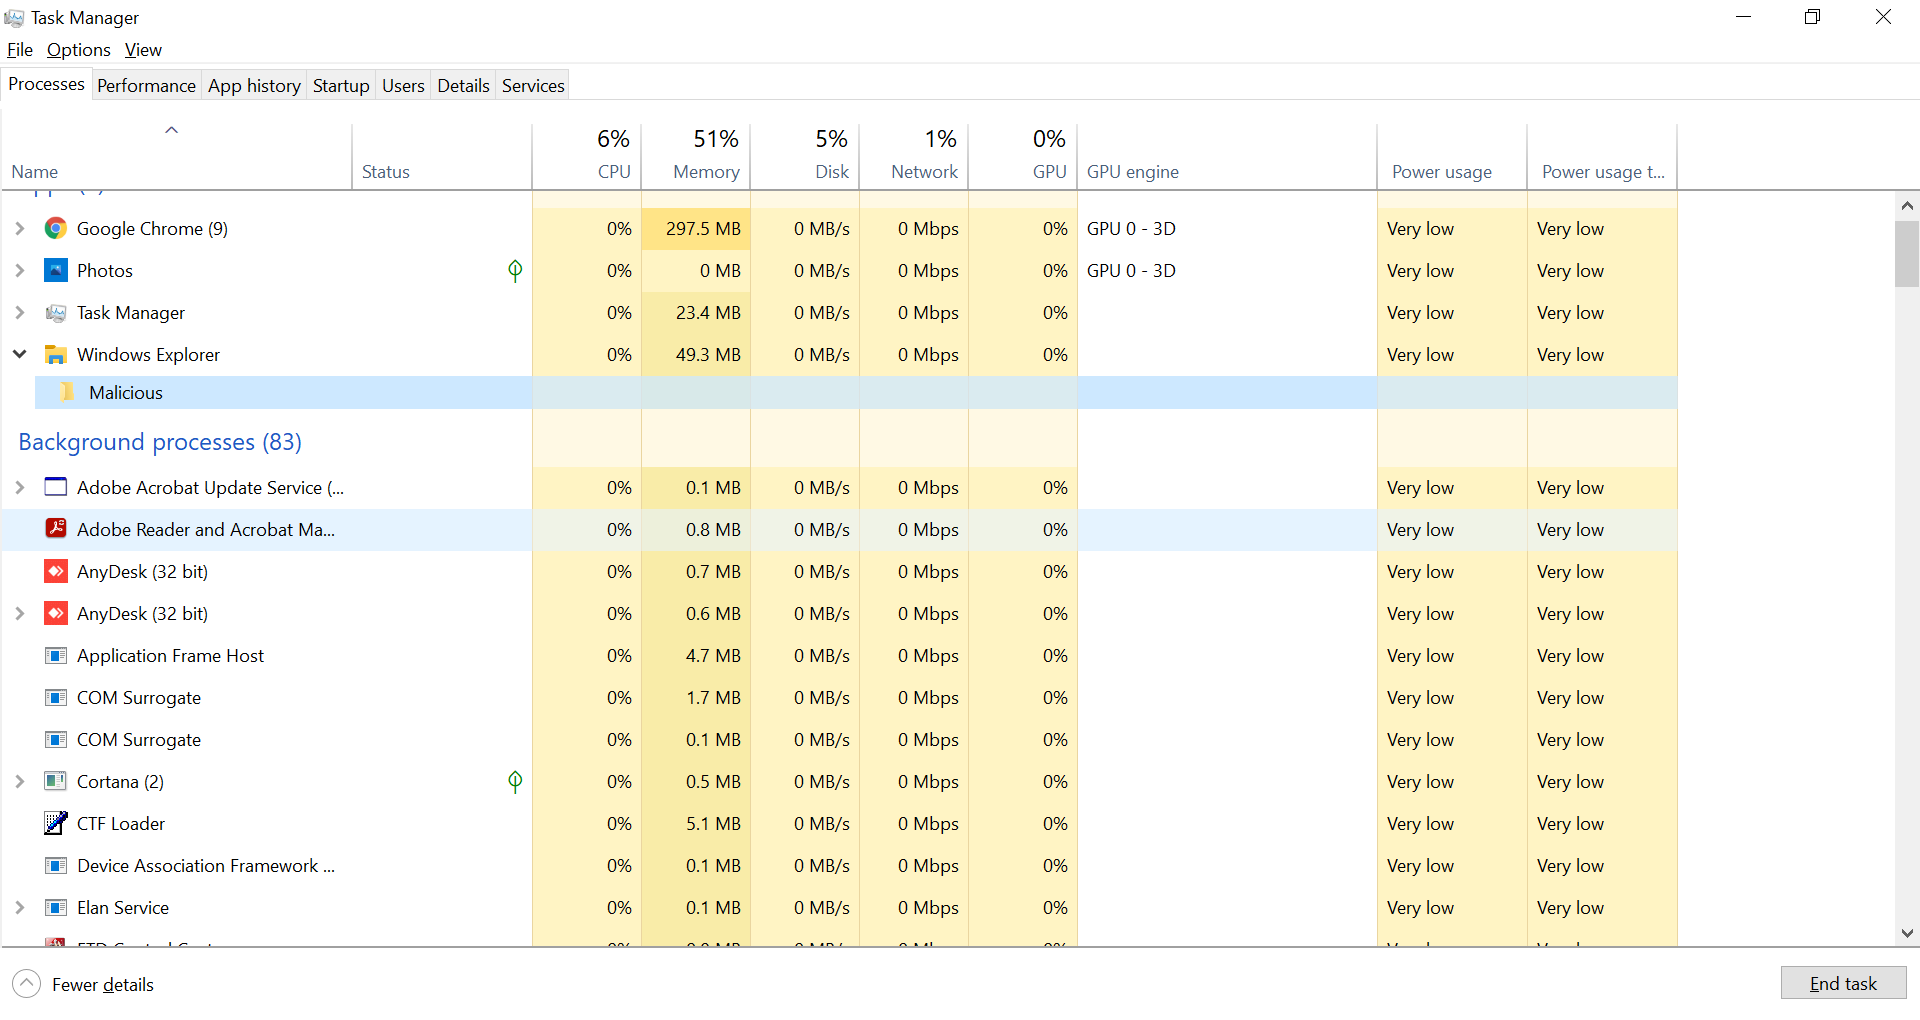 Task Manager
File Options View
Processes Performance App history Startup Users Details Services
6% 51% 5% 1% 0%
Name Status CPU Memory Disk Network GPU GPU engine Power usage Power usage t...
Google Chrome (9) 0% 297.5 MB 0 MB/s 0 Mbps 0% GPU 0 - 3D Very low Very low
Photos 0% 0 MB 0 MB/s 0 Mbps 0% GPU 0 - 3D Very low Very low
Task Manager 0% 23.4 MB 0 MB/s 0 Mbps 0% Very low Very low
Windows Explorer 0% 49.3 MB 0 MB/s 0 Mbps 0% Very low Very low
Malicious
Background processes (83)
Adobe Acrobat Update Service (... 0% 0.1 MB 0 MB/s 0 Mbps 0% Very low Very low
Adobe Reader and Acrobat Ma... 0% 0.8 MB 0 MB/s 0 Mbps 0% Very low Very low
AnyDesk (32 bit) 0% 0.7 MB 0 MB/s 0 Mbps 0% Very low Very low
AnyDesk (32 bit) 0% 0.6 MB 0 MB/s 0 Mbps 0% Very low Very low
Application Frame Host 0% 4.7 MB 0 MB/s 0 Mbps 0% Very low Very low
COM Surrogate 0% 1.7 MB 0 MB/s 0 Mbps 0% Very low Very low
COM Surrogate 0% 0.1 MB 0 MB/s 0 Mbps 0% Very low Very low
Cortana (2) 0% 0.5 MB 0 MB/s 0 Mbps 0% Very low Very low
CTF Loader 0% 5.1 MB 0 MB/s 0 Mbps 0% Very low Very low
Device Association Framework ... 0% 0.1 MB 0 MB/s 0 Mbps 0% Very low Very low
Elan Service 0% 0.1 MB 0 MB/s 0 Mbps 0% Very low Very low
Fewer details
End task